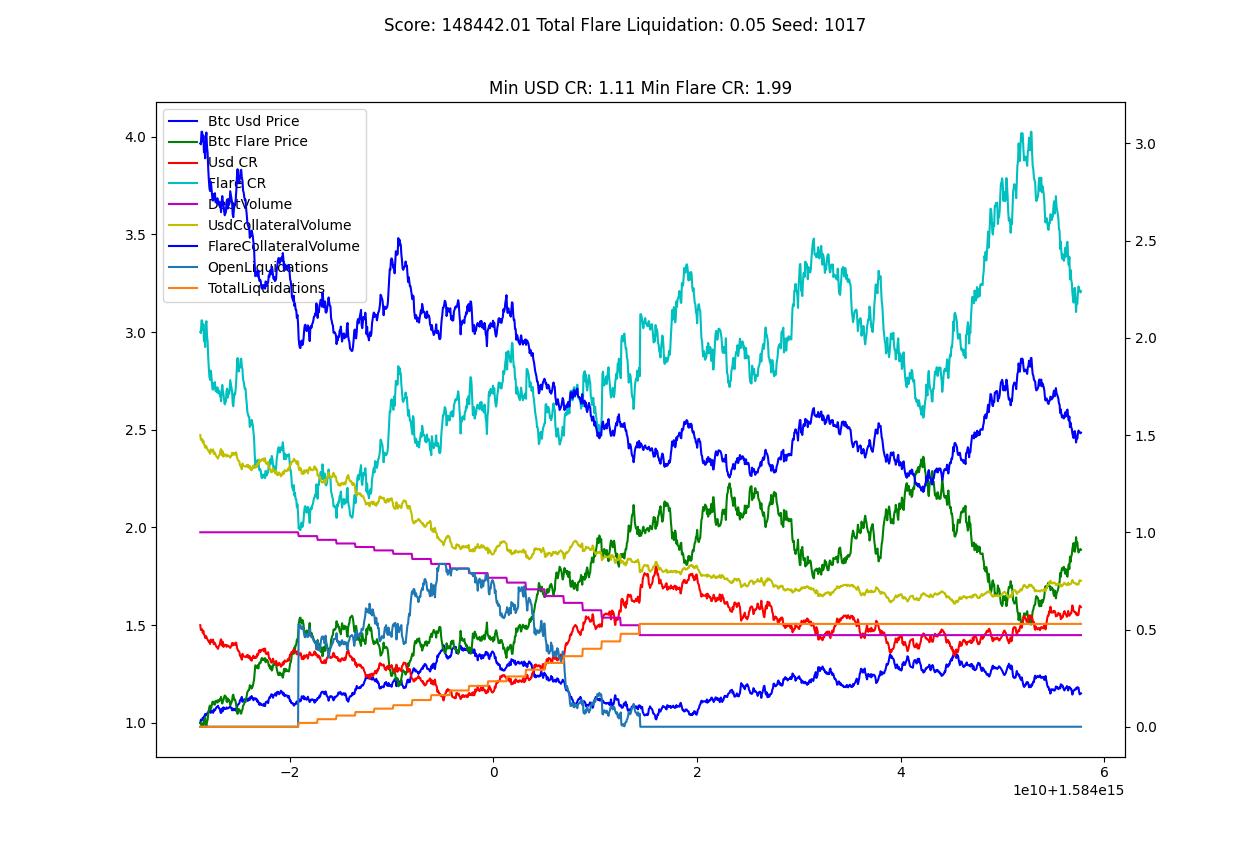 Score: 148442.01 Total Flare Liquidation: 0.05 Seed: 1017
Min USD CR: 1.11 Min Flare CR: 1.99
Btc Usd Price
Btc Flare Price
Usd CR
Flare CR
DebtVolume
UsdCollateralVolume
FlareCollateralVolume
OpenLiquidations
TotalLiquidations
4.0
3.5
3.0
2.5
2.0
1.5
1.0
3.0
2.5
2.0
1.5
1.0
0.5
0.0
−2
0
2
4
6
1e10+1.584e15